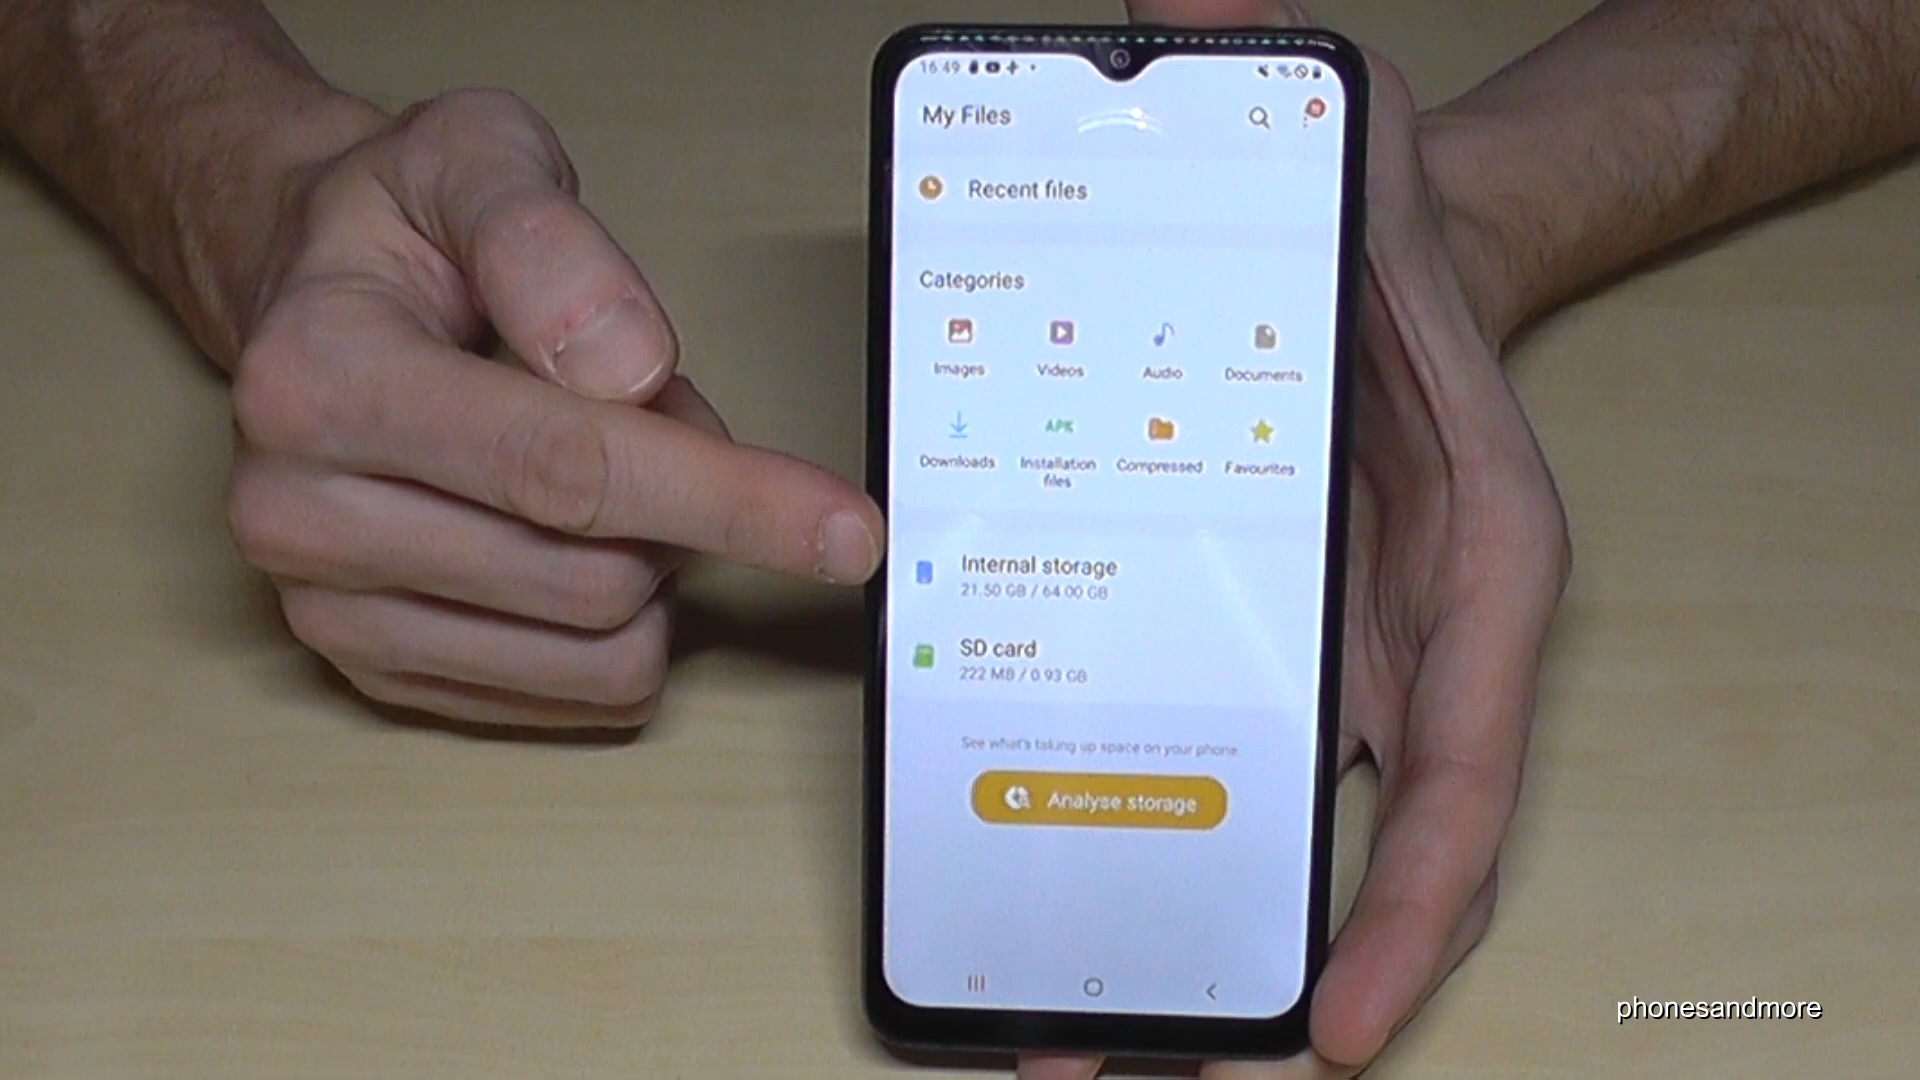 16:49
My Files
N
Recent files
Categories
Images
Videos
Audio
Documents
Downloads
APK
Installation
files
Compressed
Favourites
Internal storage
21.50 GB / 64.00 GB
SD card
222 MB / 0.93 GB
See what's taking up space on your phone.
Analyse storage
phonesandmore